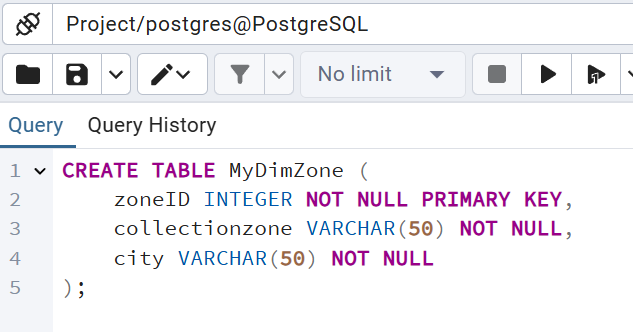 Project/postgres@PostgreSQL
No limit
Query Query History
1 CREATE TABLE MyDimZone (
2 zoneID INTEGER NOT NULL PRIMARY KEY,
3 collectionzone VARCHAR(50) NOT NULL,
4 city VARCHAR(50) NOT NULL
5 );